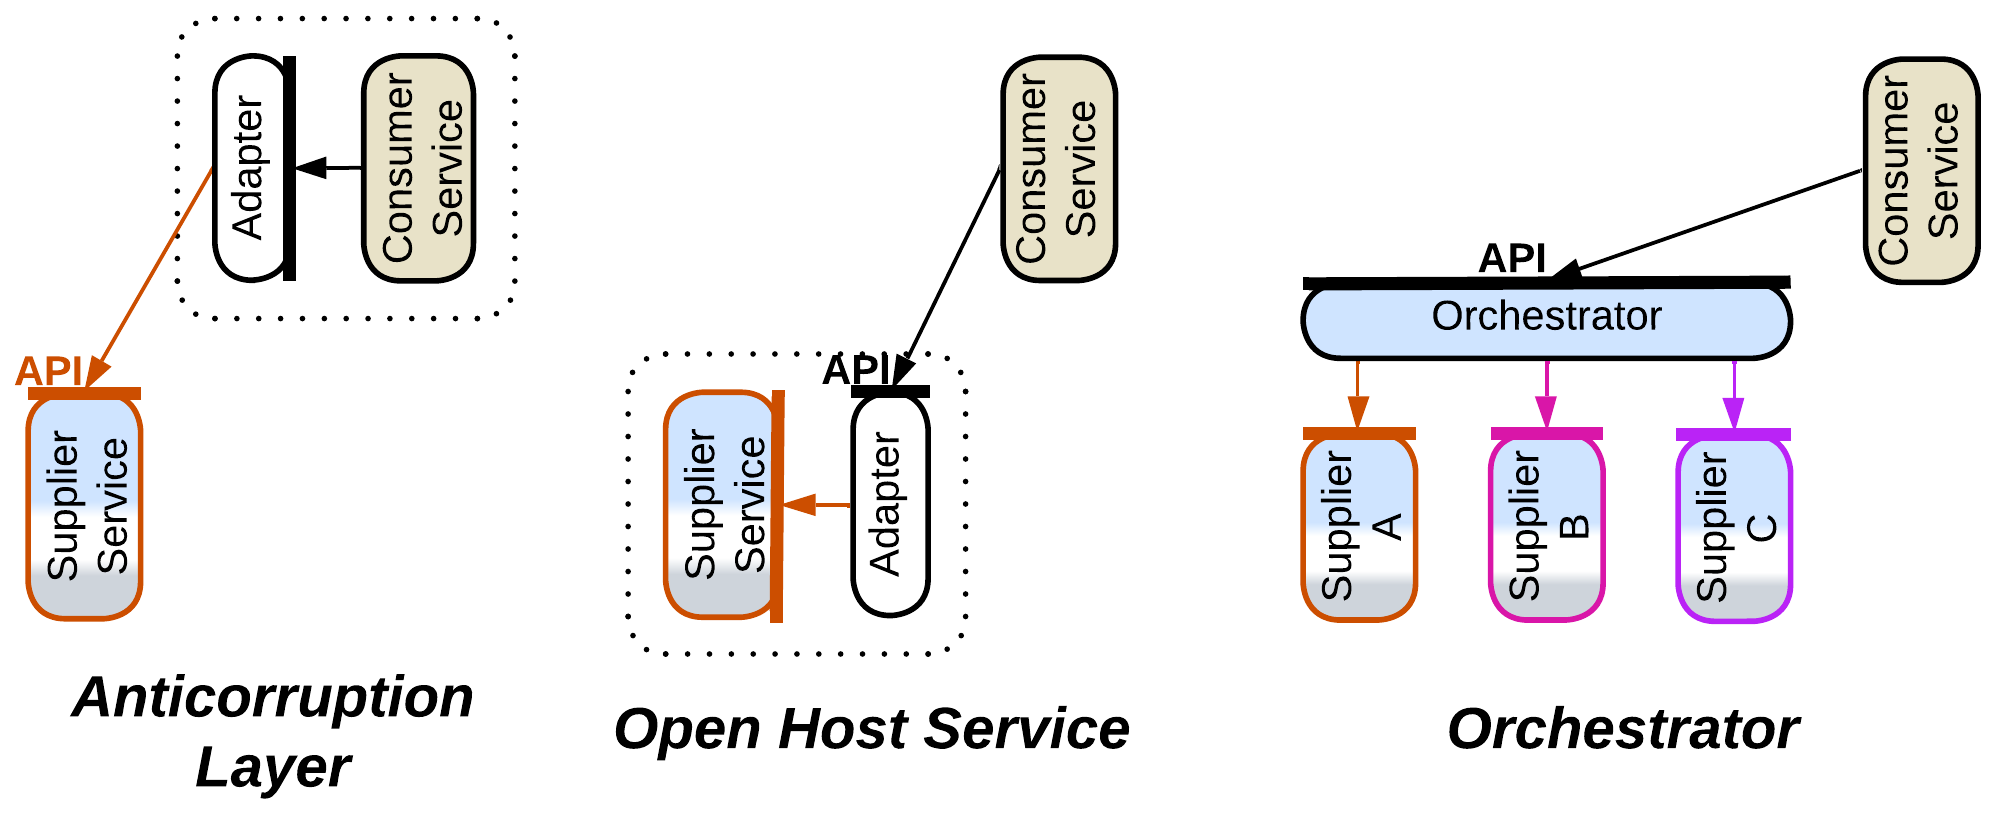 Adapter
Consumer
Service
API
Supplier
Service
Anticorruption
Layer
Consumer
Service
API
Supplier
Service
Adapter
Open Host Service
Consumer
Service
API
Orchestrator
Supplier
A
Supplier
B
Supplier
C
Orchestrator